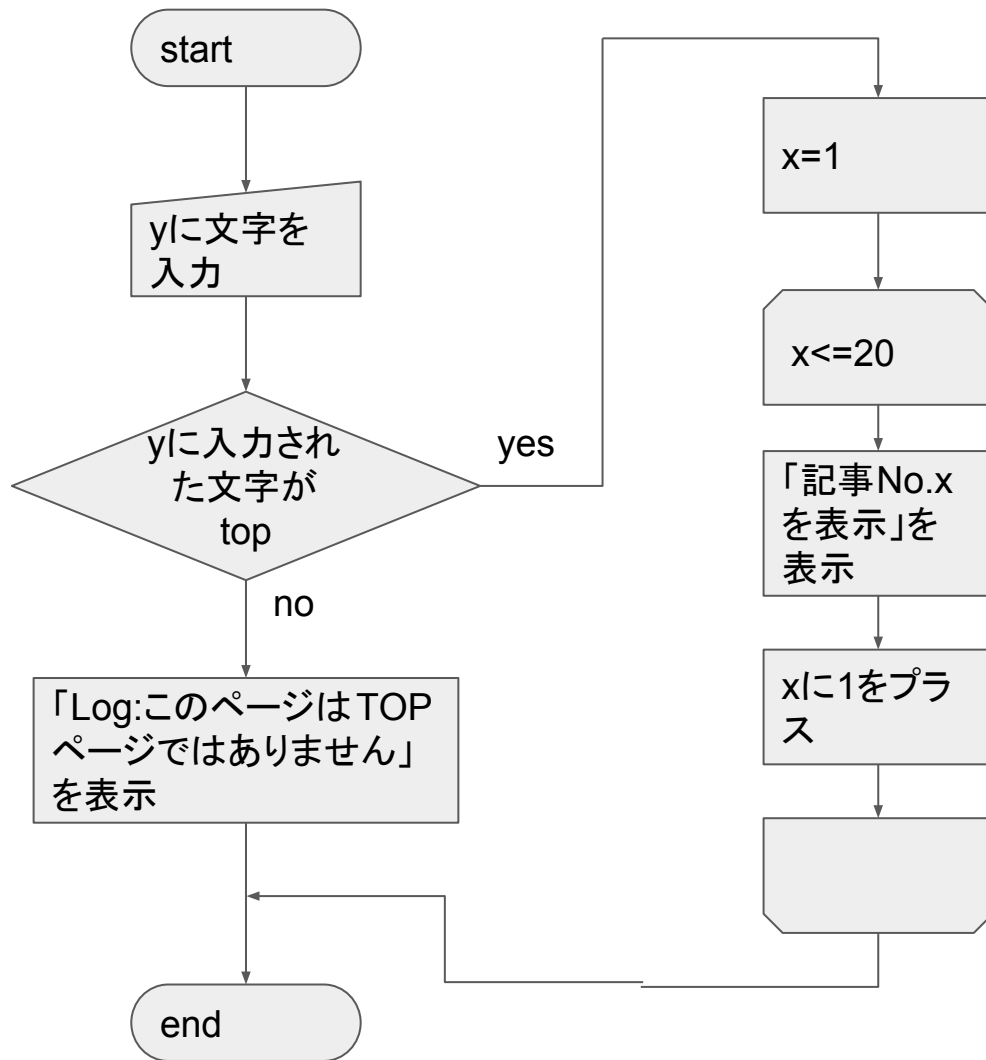 start
yに文字を
入力
yに入力され
た文字が
top
yes
no
「Log:このページはTOP
ページではありません」
を表示
end
x=1
x<=20
「記事No.x
を表示」を
表示
xに1をプラ
ス